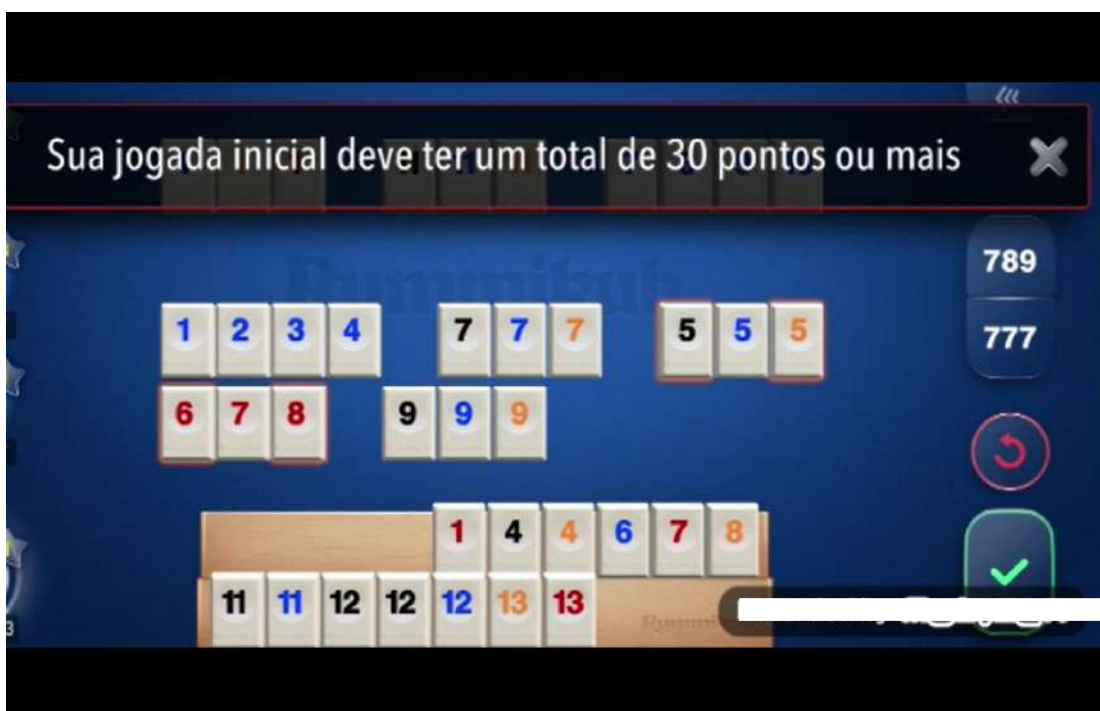 Sua jogada inicial deve ter um total de 30 pontos ou mais
Rummikub
789
1 2 3 4 7 7 7 5 5 5
777
6 7 8 9 9 9
1 4 4 6 7 8
11 11 12 12 12 13 13
3